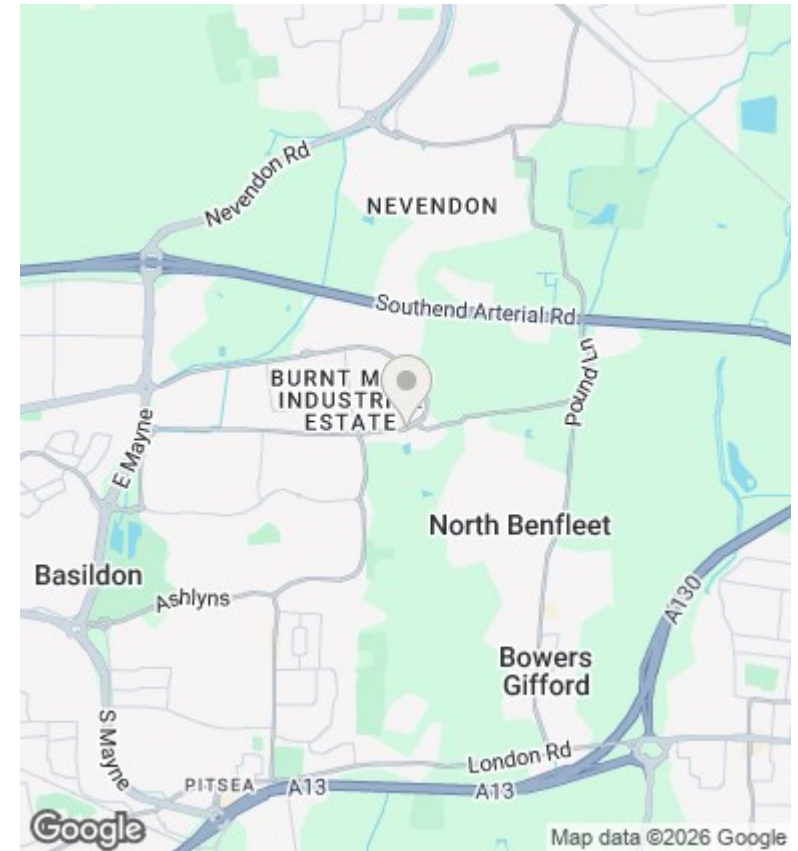 Nevendon Rd
NEVENDON
Southend Arterial Rd
BURNT M
INDUSTRI
ESTATE
Pound Ln
E Mayne
North Benfleet
Basildon
Ashlyns
A130
Bowers
Gifford
S Mayne
London Rd
PITSEA
A13
A13
Google
Map data ©2026 Google